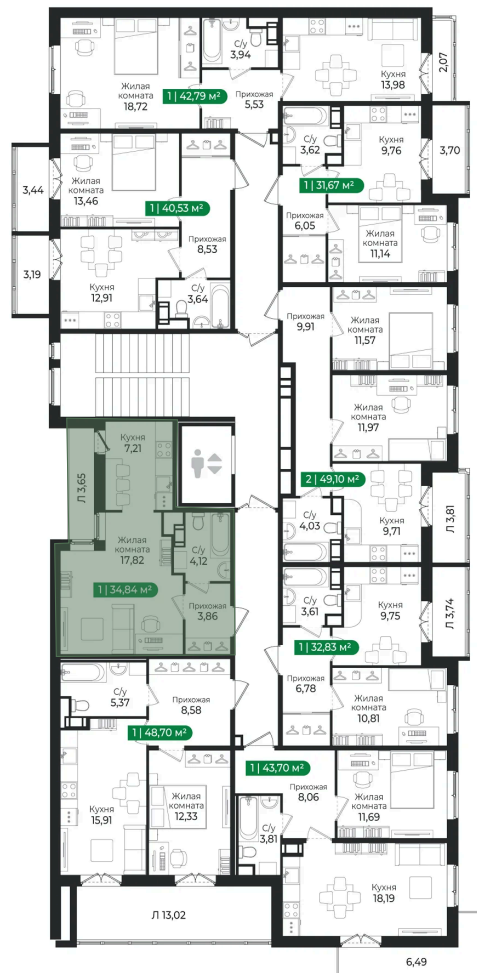 С/у
3,94
Жилая
комната
18,72
1 | 42,79 м²
Прихожая
5,53
Кухня
13,98
2,07
С/у
3,62
Кухня
9,76
3,70
3,44
Жилая
комната
13,46
1 | 40,53 м²
1 | 31,67 м²
6,05
Прихожая
8,53
Жилая
комната
11,14
3,19
Кухня
12,91
С/у
3,64
Прихожая
9,91
Жилая
комната
11,57
Жилая
комната
11,97
Кухня
7,21
Л 3,65
2 | 49,10 м²
С/у
4,03
Кухня
9,71
Л 3,81
Жилая
комната
17,82
С/у
4,12
1 | 34,84 м²
Прихожая
3,86
С/у
3,61
Кухня
9,75
Л 3,74
1 | 32,83 м²
Прихожая
6,78
Жилая
комната
10,81
С/у
5,37
Прихожая
8,58
1 | 48,70 м²
Кухня
15,91
Жилая
комната
12,33
1 | 43,70 м²
Прихожая
8,06
Жилая
комната
11,69
С/у
3,81
Кухня
18,19
Л 13,02
6,49